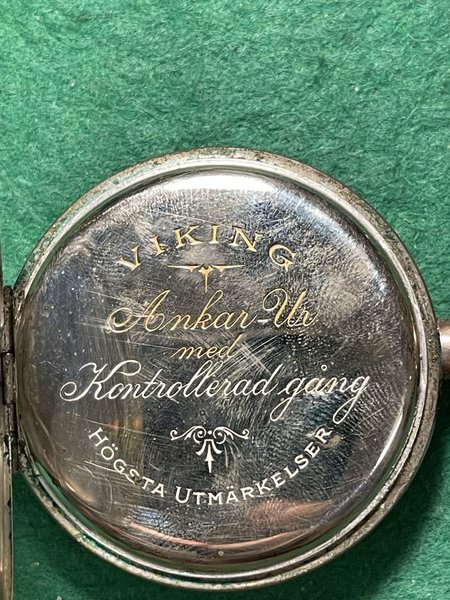 VIKING
Ankar-Ur
med
Kontrollerad gång
HÖGSTA UTMÄRKELSER